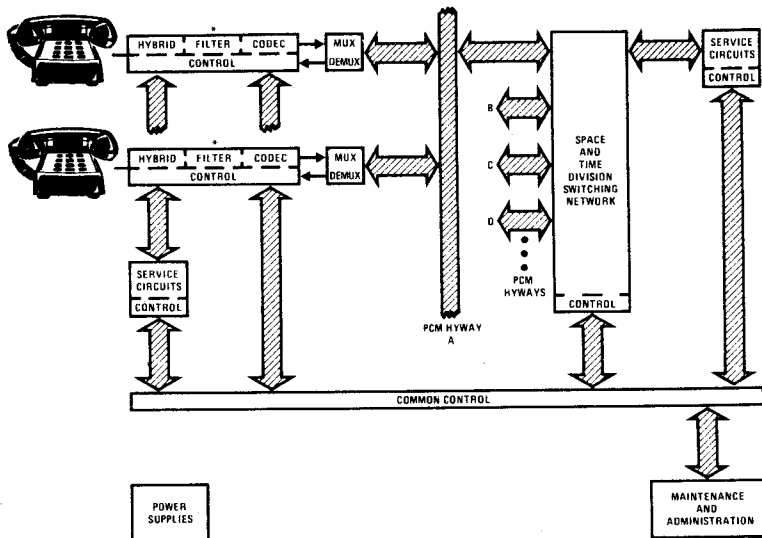 *
HYBRID FILTER CODEC
CONTROL
MUX
DEMUX
SERVICE
CIRCUITS
CONTROL
*
HYBRID FILTER CODEC
CONTROL
MUX
DEMUX
B
C
D
PCM
HYWAYS
SPACE
AND
TIME
DIVISION
SWITCHING
NETWORK
CONTROL
SERVICE
CIRCUITS
CONTROL
PCM HYWAY
A
COMMON CONTROL
POWER
SUPPLIES
MAINTENANCE
AND
ADMINISTRATION